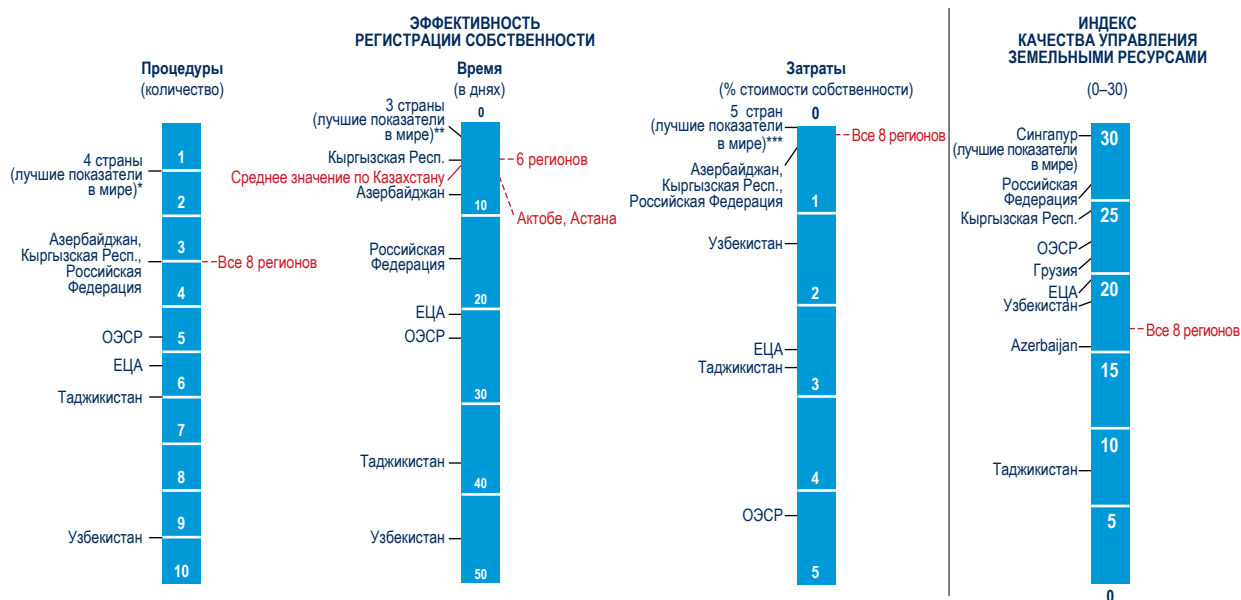 ЭФФЕКТИВНОСТЬ
РЕГИСТРАЦИИ СОБСТВЕННОСТИ
Процедуры
(количество)
1
2
3
4
5
6
7
8
9
10
4 страны
(лучшие показатели
в мире)*
Азербайджан,
Кыргызская Респ.,
Российская
Федерация
Все 8 регионов
ОЭСР
ЕЦА
Таджикистан
Узбекистан
Время
(в днях)
0
10
20
30
40
50
3 страны
(лучшие показатели
в мире)**
Кыргызская Респ.
Среднее значение по Казахстану
Азербайджан
6 регионов
Актобе, Астана
Российская
Федерация
ЕЦА
ОЭСР
Таджикистан
Узбекистан
Затраты
(% стоимости собственности)
0
1
2
3
4
5
5 стран
(лучшие показатели
в мире)***
Все 8 регионов
Азербайджан,
Кыргызская Респ.,
Российская Федерация
Узбекистан
ЕЦА
Таджикистан
ОЭСР
ИНДЕКС
КАЧЕСТВА УПРАВЛЕНИЯ
ЗЕМЕЛЬНЫМИ РЕСУРСАМИ
(0–30)
30
25
20
15
10
5
0
Сингапур
(лучшие показатели
в мире)
Российская
Федерация
Кыргызская Респ.
ОЭСР
Грузия
ЕЦА
Узбекистан
Все 8 регионов
Azerbaijan
Таджикистан